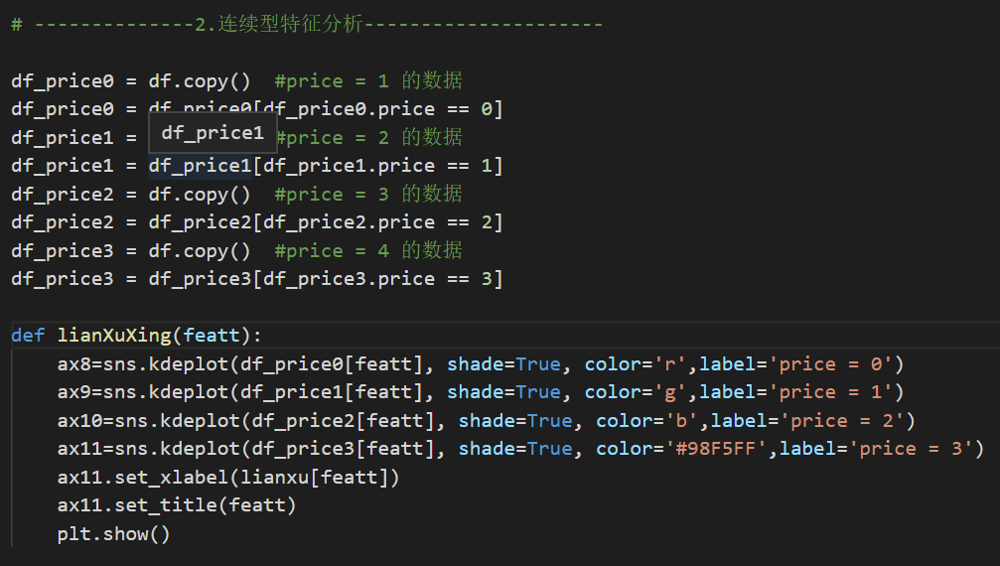 # --------------2.连续型特征分析---------------------
df_price0 = df.copy()  #price = 1 的数据
df_price0 = df_price0[df_price0.price == 0]
df_price1
df_price1 = #price = 2 的数据
df_price1 = df_price1[df_price1.price == 1]
df_price2 = df.copy()  #price = 3 的数据
df_price2 = df_price2[df_price2.price == 2]
df_price3 = df.copy()  #price = 4 的数据
df_price3 = df_price3[df_price3.price == 3]
def lianXuXing(featt):
    ax8=sns.kdeplot(df_price0[featt], shade=True, color='r',label='price = 0')
    ax9=sns.kdeplot(df_price1[featt], shade=True, color='g',label='price = 1')
    ax10=sns.kdeplot(df_price2[featt], shade=True, color='b',label='price = 2')
    ax11=sns.kdeplot(df_price3[featt], shade=True, color='#98F5FF',label='price = 3')
    ax11.set_xlabel(lianxu[featt])
    ax11.set_title(featt)
    plt.show()